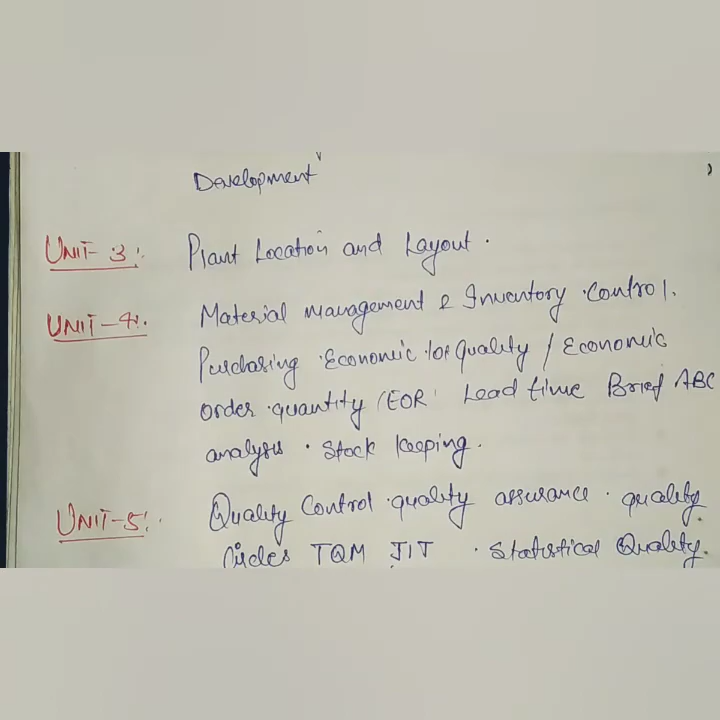 Development
UNIT-3:. Plant Location and Layout.
UNIT-4:. Material management & Inventory control.
Purchasing Economic lot quality / Economic
order quantity (EOR Lead time Brief ABC
analysis. Stock keeping.
UNIT-5:. Quality Control quality assurance. quality
Circles TQM JIT. Statistical Quality.